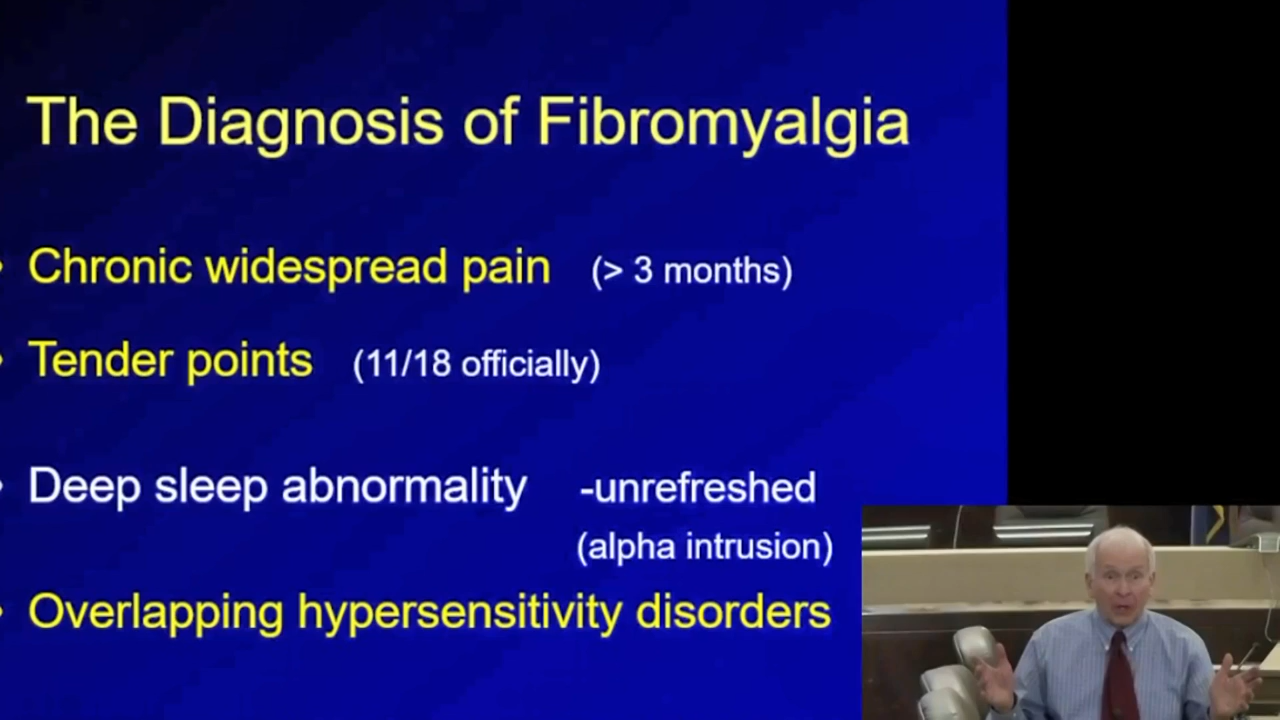 The Diagnosis of Fibromyalgia
• Chronic widespread pain (> 3 months)
• Tender points (11/18 officially)
• Deep sleep abnormality -unrefreshed
(alpha intrusion)
• Overlapping hypersensitivity disorders